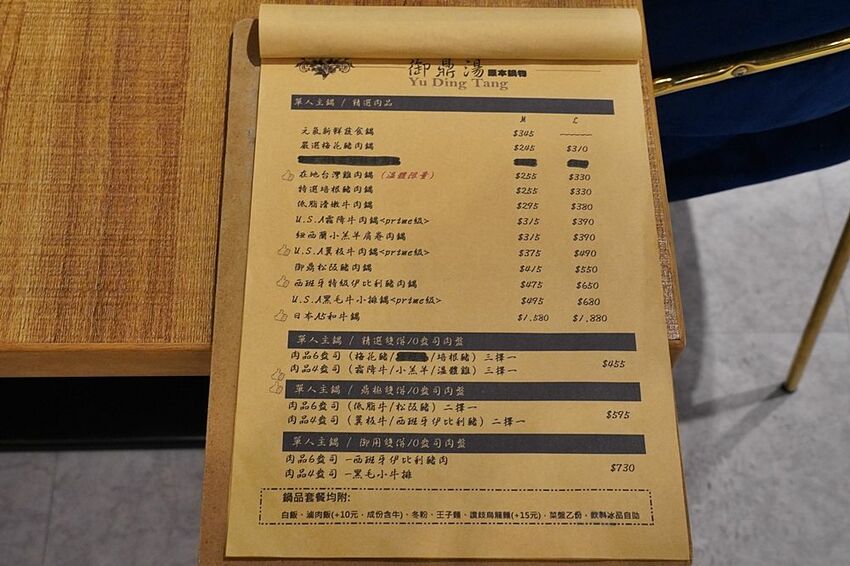 御鼎湯 原本鍋物
Yu Ding Tang
單人主鍋 / 精選肉品
M L
元氣新鮮蔬食鍋 $345
嚴選梅花豬肉鍋 $245 $310
在地台灣雞肉鍋 (溫體限量) $255 $330
特選培根豬肉鍋 $255 $330
低脂滑嫩牛肉鍋 $295 $380
U.S.A霜降牛肉鍋<prime級> $315 $390
紐西蘭小羔羊肩卷肉鍋 $315 $390
U.S.A翼板牛肉鍋<prime級> $375 $490
御鼎松阪豬肉鍋 $415 $550
西班牙特級伊比利豬肉鍋 $475 $650
U.S.A黑毛牛小排鍋<prime級> $495 $680
日本A5和牛鍋 $1,580 $1,880
單人主鍋 / 精選雙併10盎司肉盤
肉品6盎司 (梅花豬/ /培根豬) 三擇一
肉品4盎司 (霜降牛/小羔羊/溫體雞) 三擇一 $455
單人主鍋 / 鼎極雙併10盎司肉盤
肉品6盎司 (低脂牛/松阪豬) 二擇一
肉品4盎司 (翼板牛/西班牙伊比利豬) 二擇一 $595
單人主鍋 / 御用雙併10盎司肉盤
肉品6盎司 -西班牙伊比利豬肉
肉品4盎司 -黑毛小牛排 $730
鍋品套餐均附:
白飯、滷肉飯(+10元，成份含牛)、冬粉、王子麵、讚岐烏龍麵(+15元)，菜盤乙份，飲料冰品自助